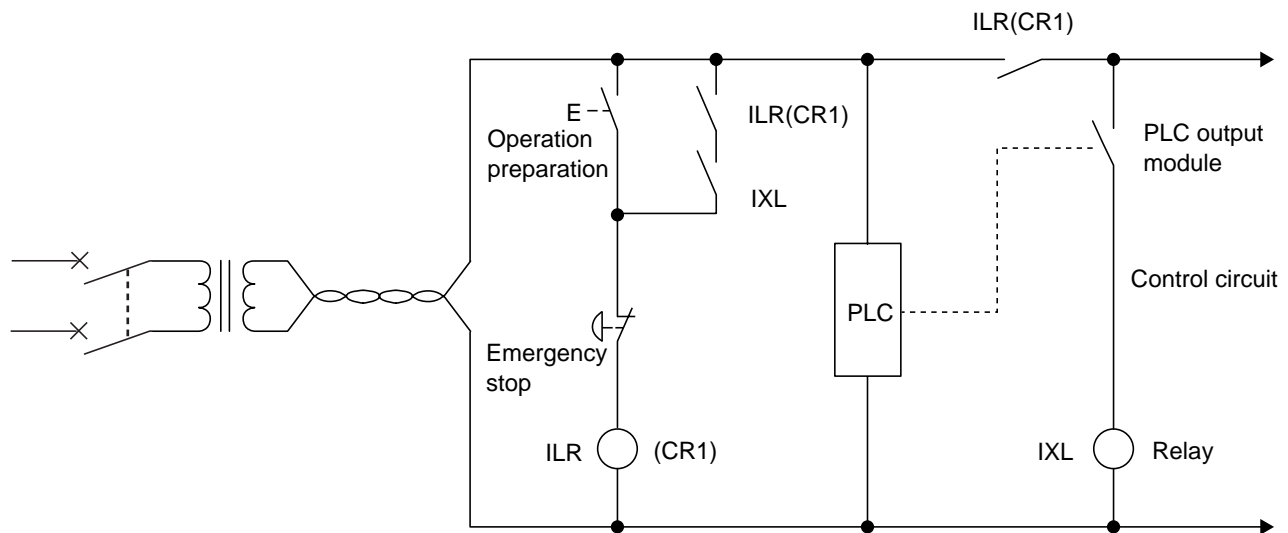 ILR(CR1)
E
Operation
preparation
ILR(CR1)
IXL
PLC output
module
Control circuit
PLC
Emergency
stop
ILR
(CR1)
IXL
Relay